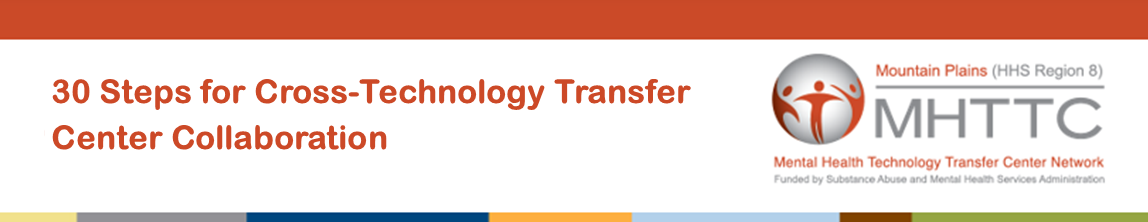 30 Steps for Cross-Technology Transfer
Center Collaboration
Mountain Plains (HHS Region 8)
MHTTC
Mental Health Technology Transfer Center Network
Funded by Substance Abuse and Mental Health Services Administration